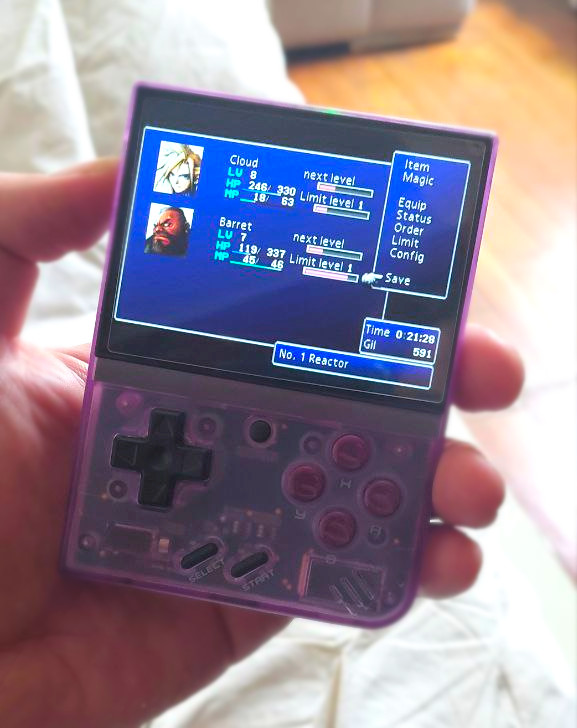 Cloud
LV 8
HP 246/ 330
MP 18/ 63
next level
Limit level 1
Barret
LV 7
HP 119/ 337
MP 45/ 46
next level
Limit level 1
Item
Magic
Equip
Status
Order
Limit
Config
Save
Time 0:21:28
Gil 591
No. 1 Reactor
X
Y
A
B
SELECT
START